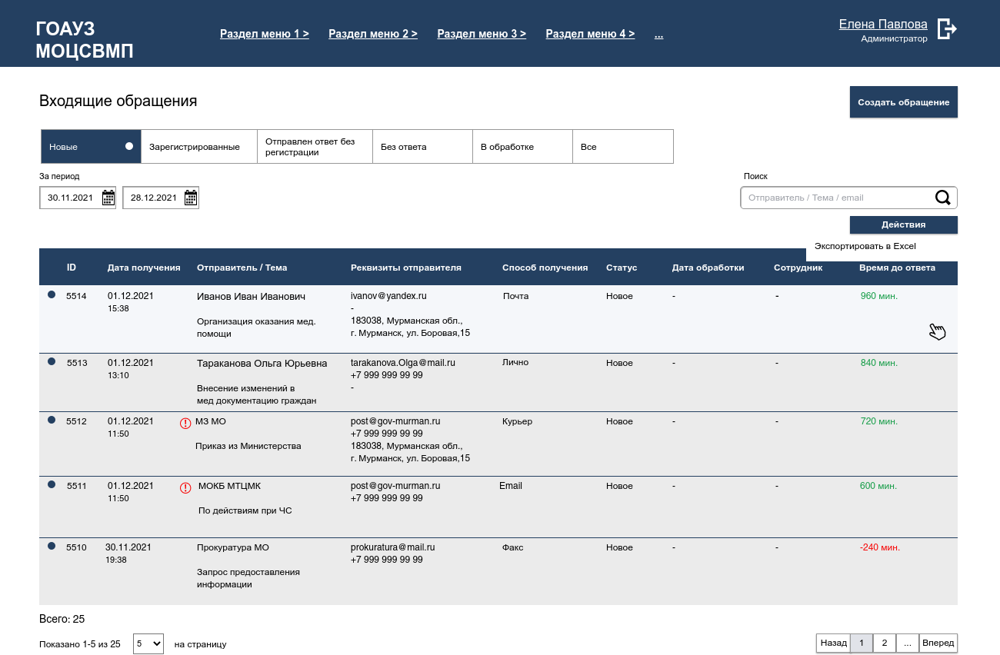 ГОАУЗ
МОЦСВМП
Раздел меню 1 > Раздел меню 2 > Раздел меню 3 > Раздел меню 4 > ...
Елена Павлова
Администратор
Входящие обращения
Создать обращение
Новые
Зарегистрированные
Отправлен ответ без
регистрации
Без ответа
В обработке
Все
За период
30.11.2021 28.12.2021
Поиск
Отправитель / Тема / email
Действия
Экспортировать в Excel
ID Дата получения Отправитель / Тема Реквизиты отправителя Способ получения Статус Дата обработки Сотрудник Время до ответа
5514 01.12.2021 Иванов Иван Иванович ivanov@yandex.ru Почта Новое - - 960 мин.
15:38 -
Организация оказания мед. 183038, Мурманская обл.,
помощи г. Мурманск, ул. Боровая,15
5513 01.12.2021 Тараканова Ольга Юрьевна tarakanova.Olga@mail.ru Лично Новое - - 840 мин.
13:10 +7 999 999 99 99
Внесение изменений в -
мед документацию граждан
5512 01.12.2021 МЗ МО post@gov-murman.ru Курьер Новое - - 720 мин.
11:50 +7 999 999 99 99
Приказ из Министерства 183038, Мурманская обл.,
г. Мурманск, ул. Боровая,15
5511 01.12.2021 МОКБ МТЦМК post@gov-murman.ru Email Новое - - 600 мин.
11:50 +7 999 999 99 99
По действиям при ЧС
5510 30.11.2021 Прокуратура МО prokuratura@mail.ru Факс Новое - - -240 мин.
19:38 +7 999 999 99 99
Запрос предоставления
информации
Всего: 25
Показано 1-5 из 25 5 на страницу
Назад 1 2 ... Вперед